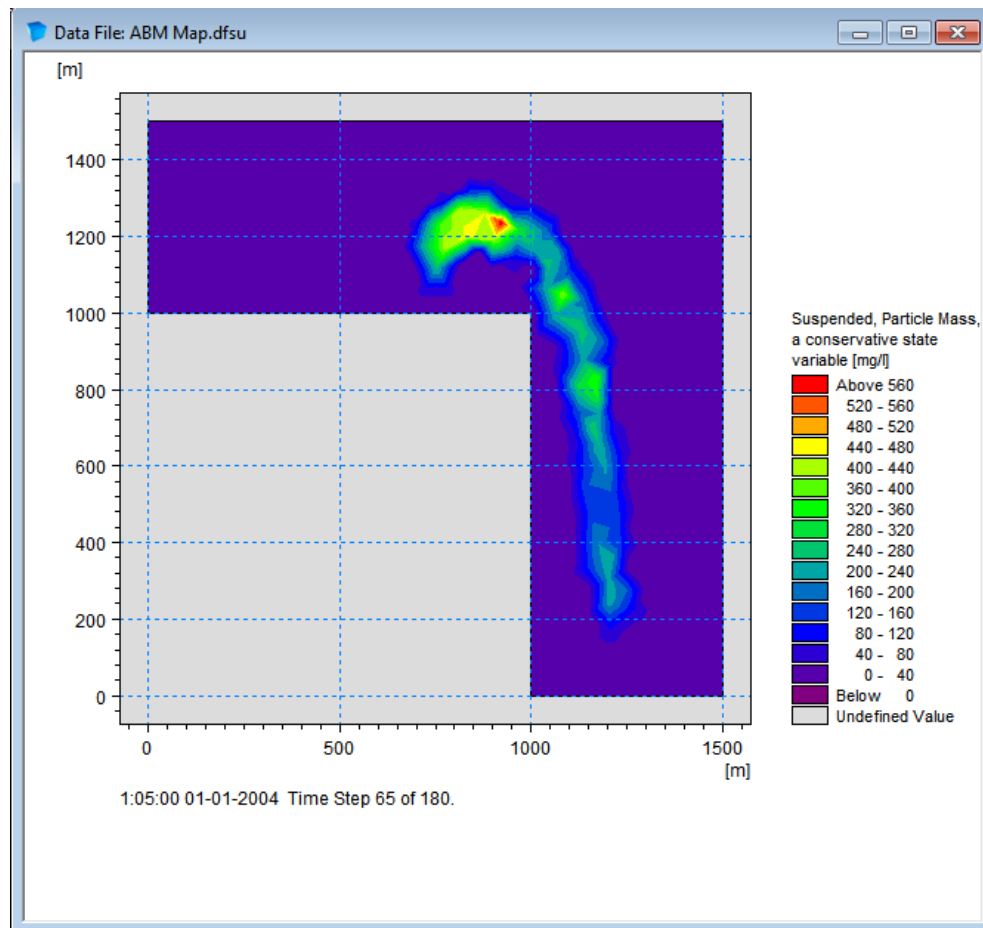 Data File: ABM Map.dfsu
[m]
1400
1200
1000
800
600
400
200
0
0 500 1000 1500
[m]
1:05:00 01-01-2004 Time Step 65 of 180.
Suspended, Particle Mass,
a conservative state
variable [mg/l]
Above 560
520 - 560
480 - 520
440 - 480
400 - 440
360 - 400
320 - 360
280 - 320
240 - 280
200 - 240
160 - 200
120 - 160
80 - 120
40 - 80
0 - 40
Below 0
Undefined Value